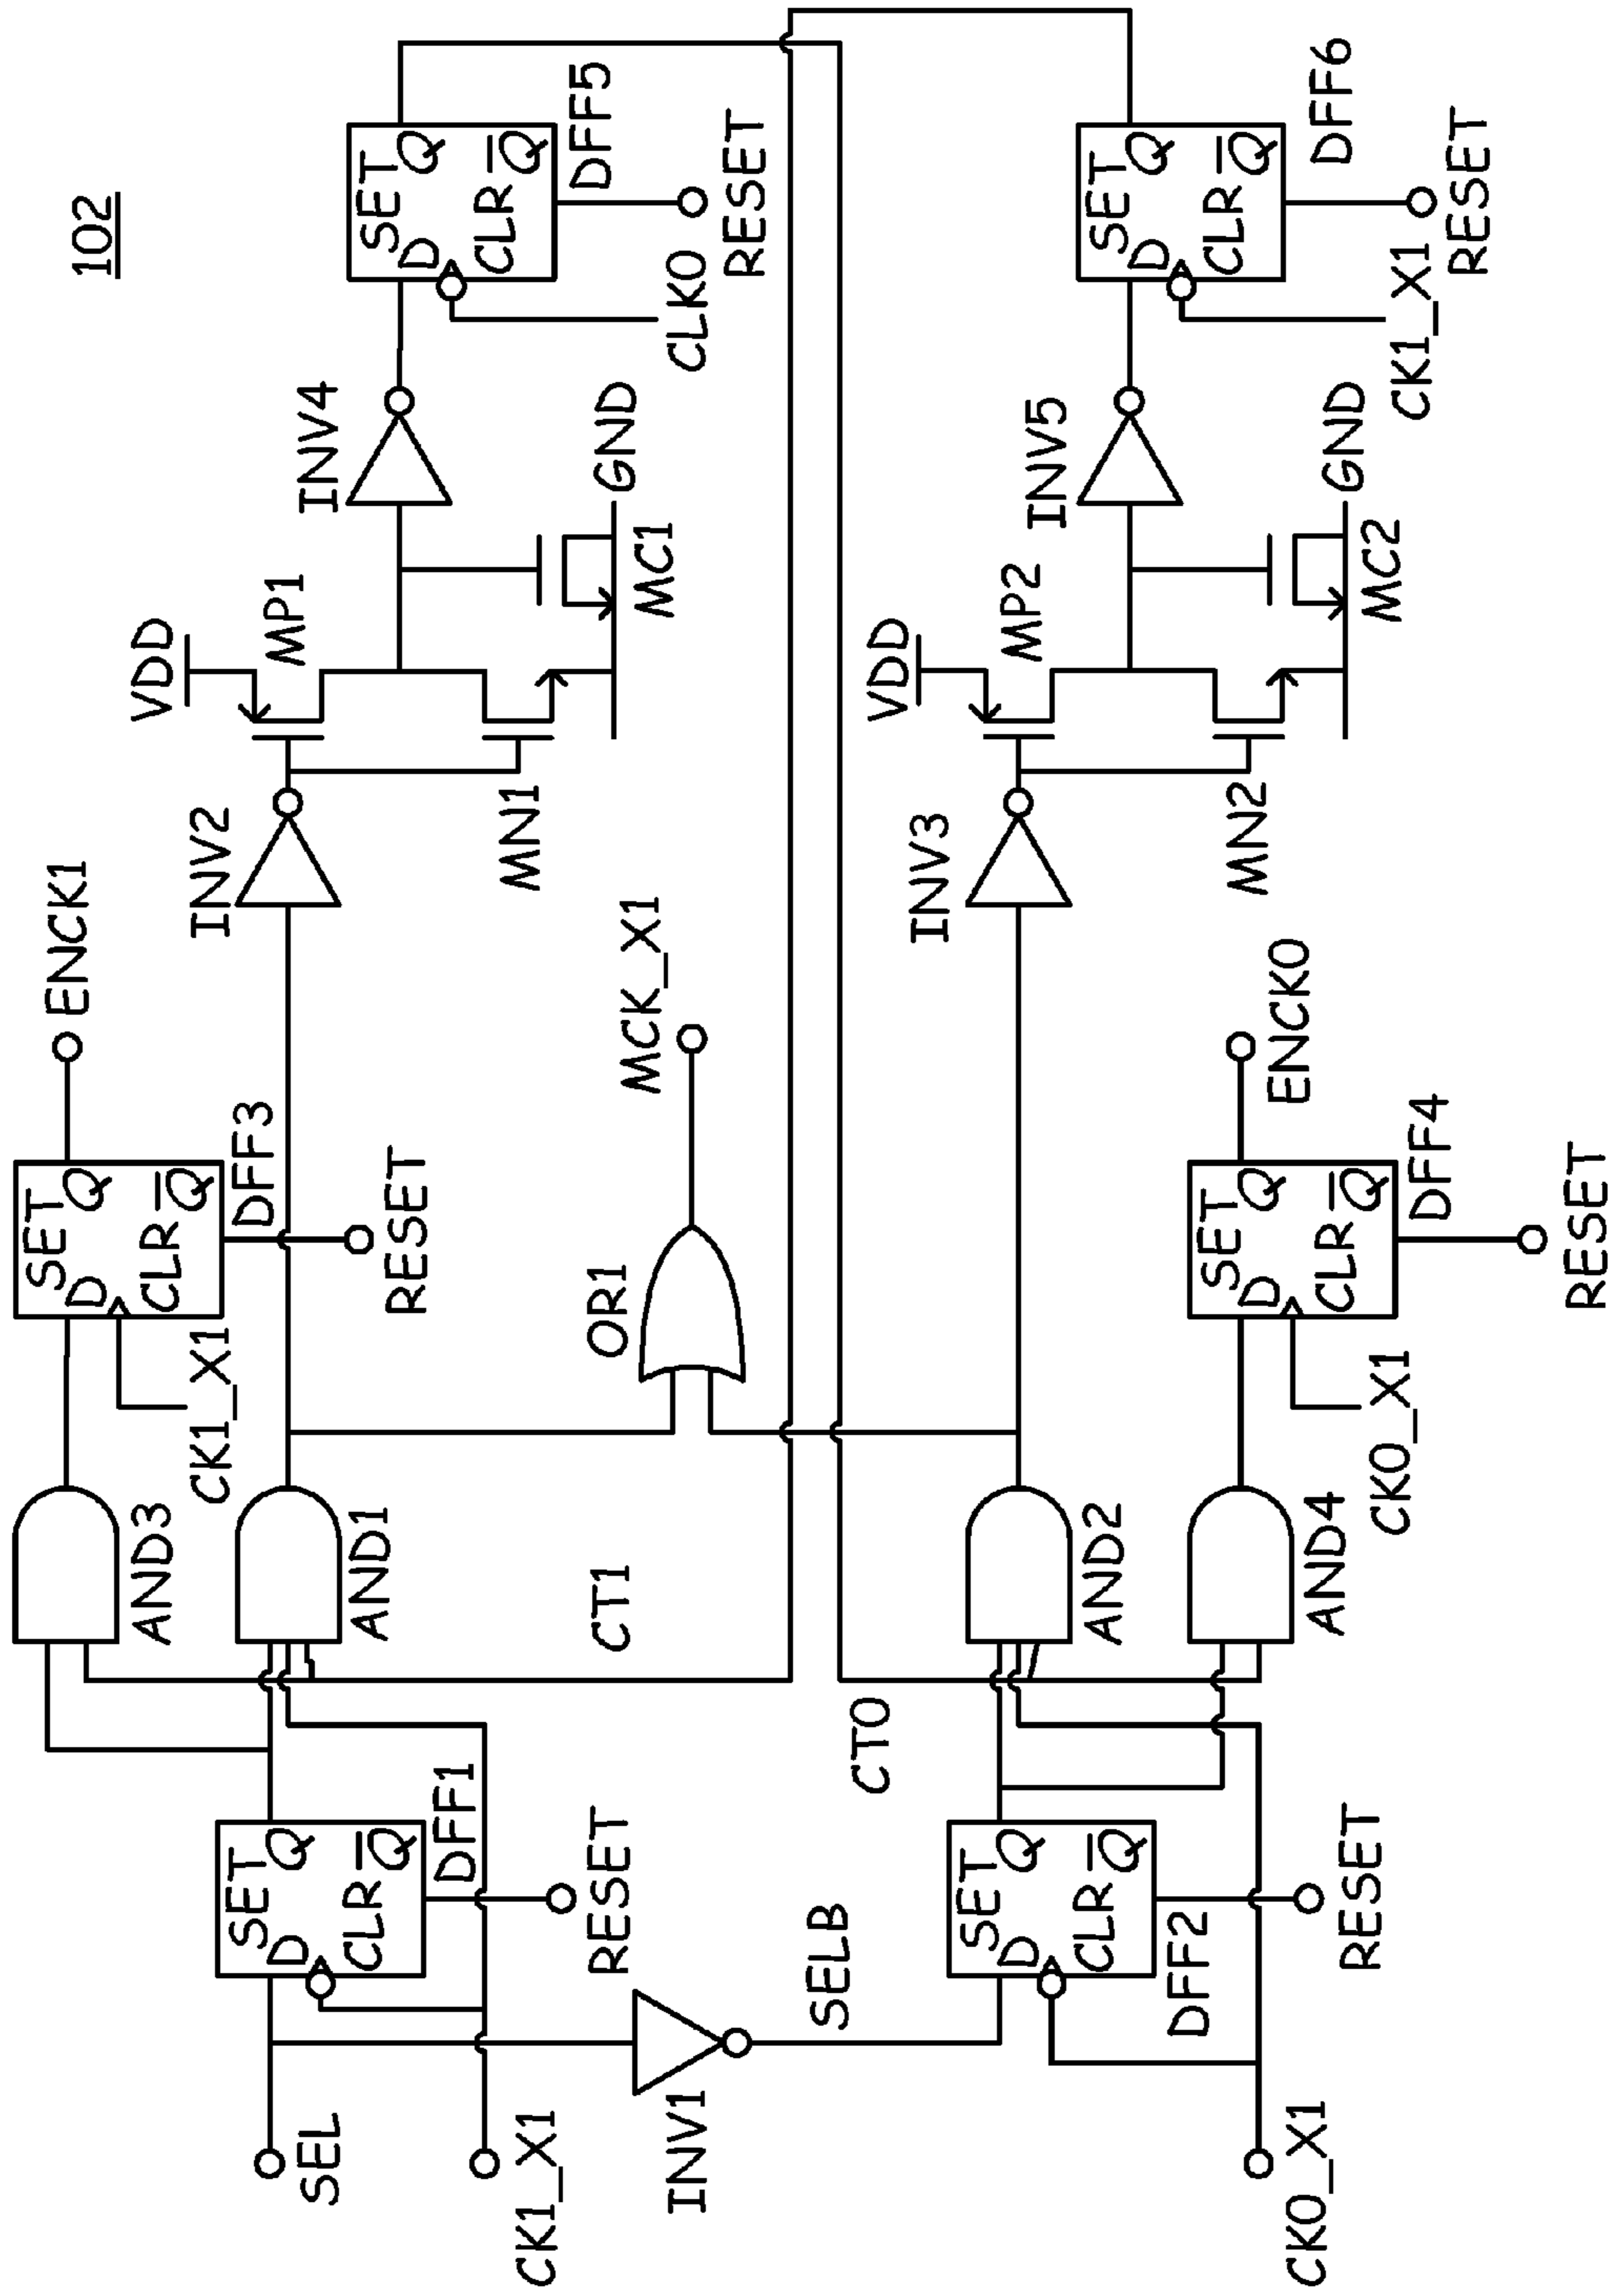 102
ENCK1
SET
D
Q
CLR
Q
DFF3
CK1_X1
RESET
AND3
AND1
SEL
SET
D
Q
CLR
Q
DFF1
RESET
CK1_X1
INV2
VDD
MP1
MN1
MC1
GND
INV4
SET
D
Q
CLR
Q
DFF5
CLK0
RESET
OR1
MCK_X1
CT1
INV1
SELB
CT0
SET
D
Q
CLR
Q
DFF2
RESET
CK0_X1
AND2
AND4
INV3
VDD
MP2
MN2
MC2
GND
INV5
SET
D
Q
CLR
Q
DFF6
CK1_X1
RESET
SET
D
Q
CLR
Q
DFF4
ENCK0
CK0_X1
RESET